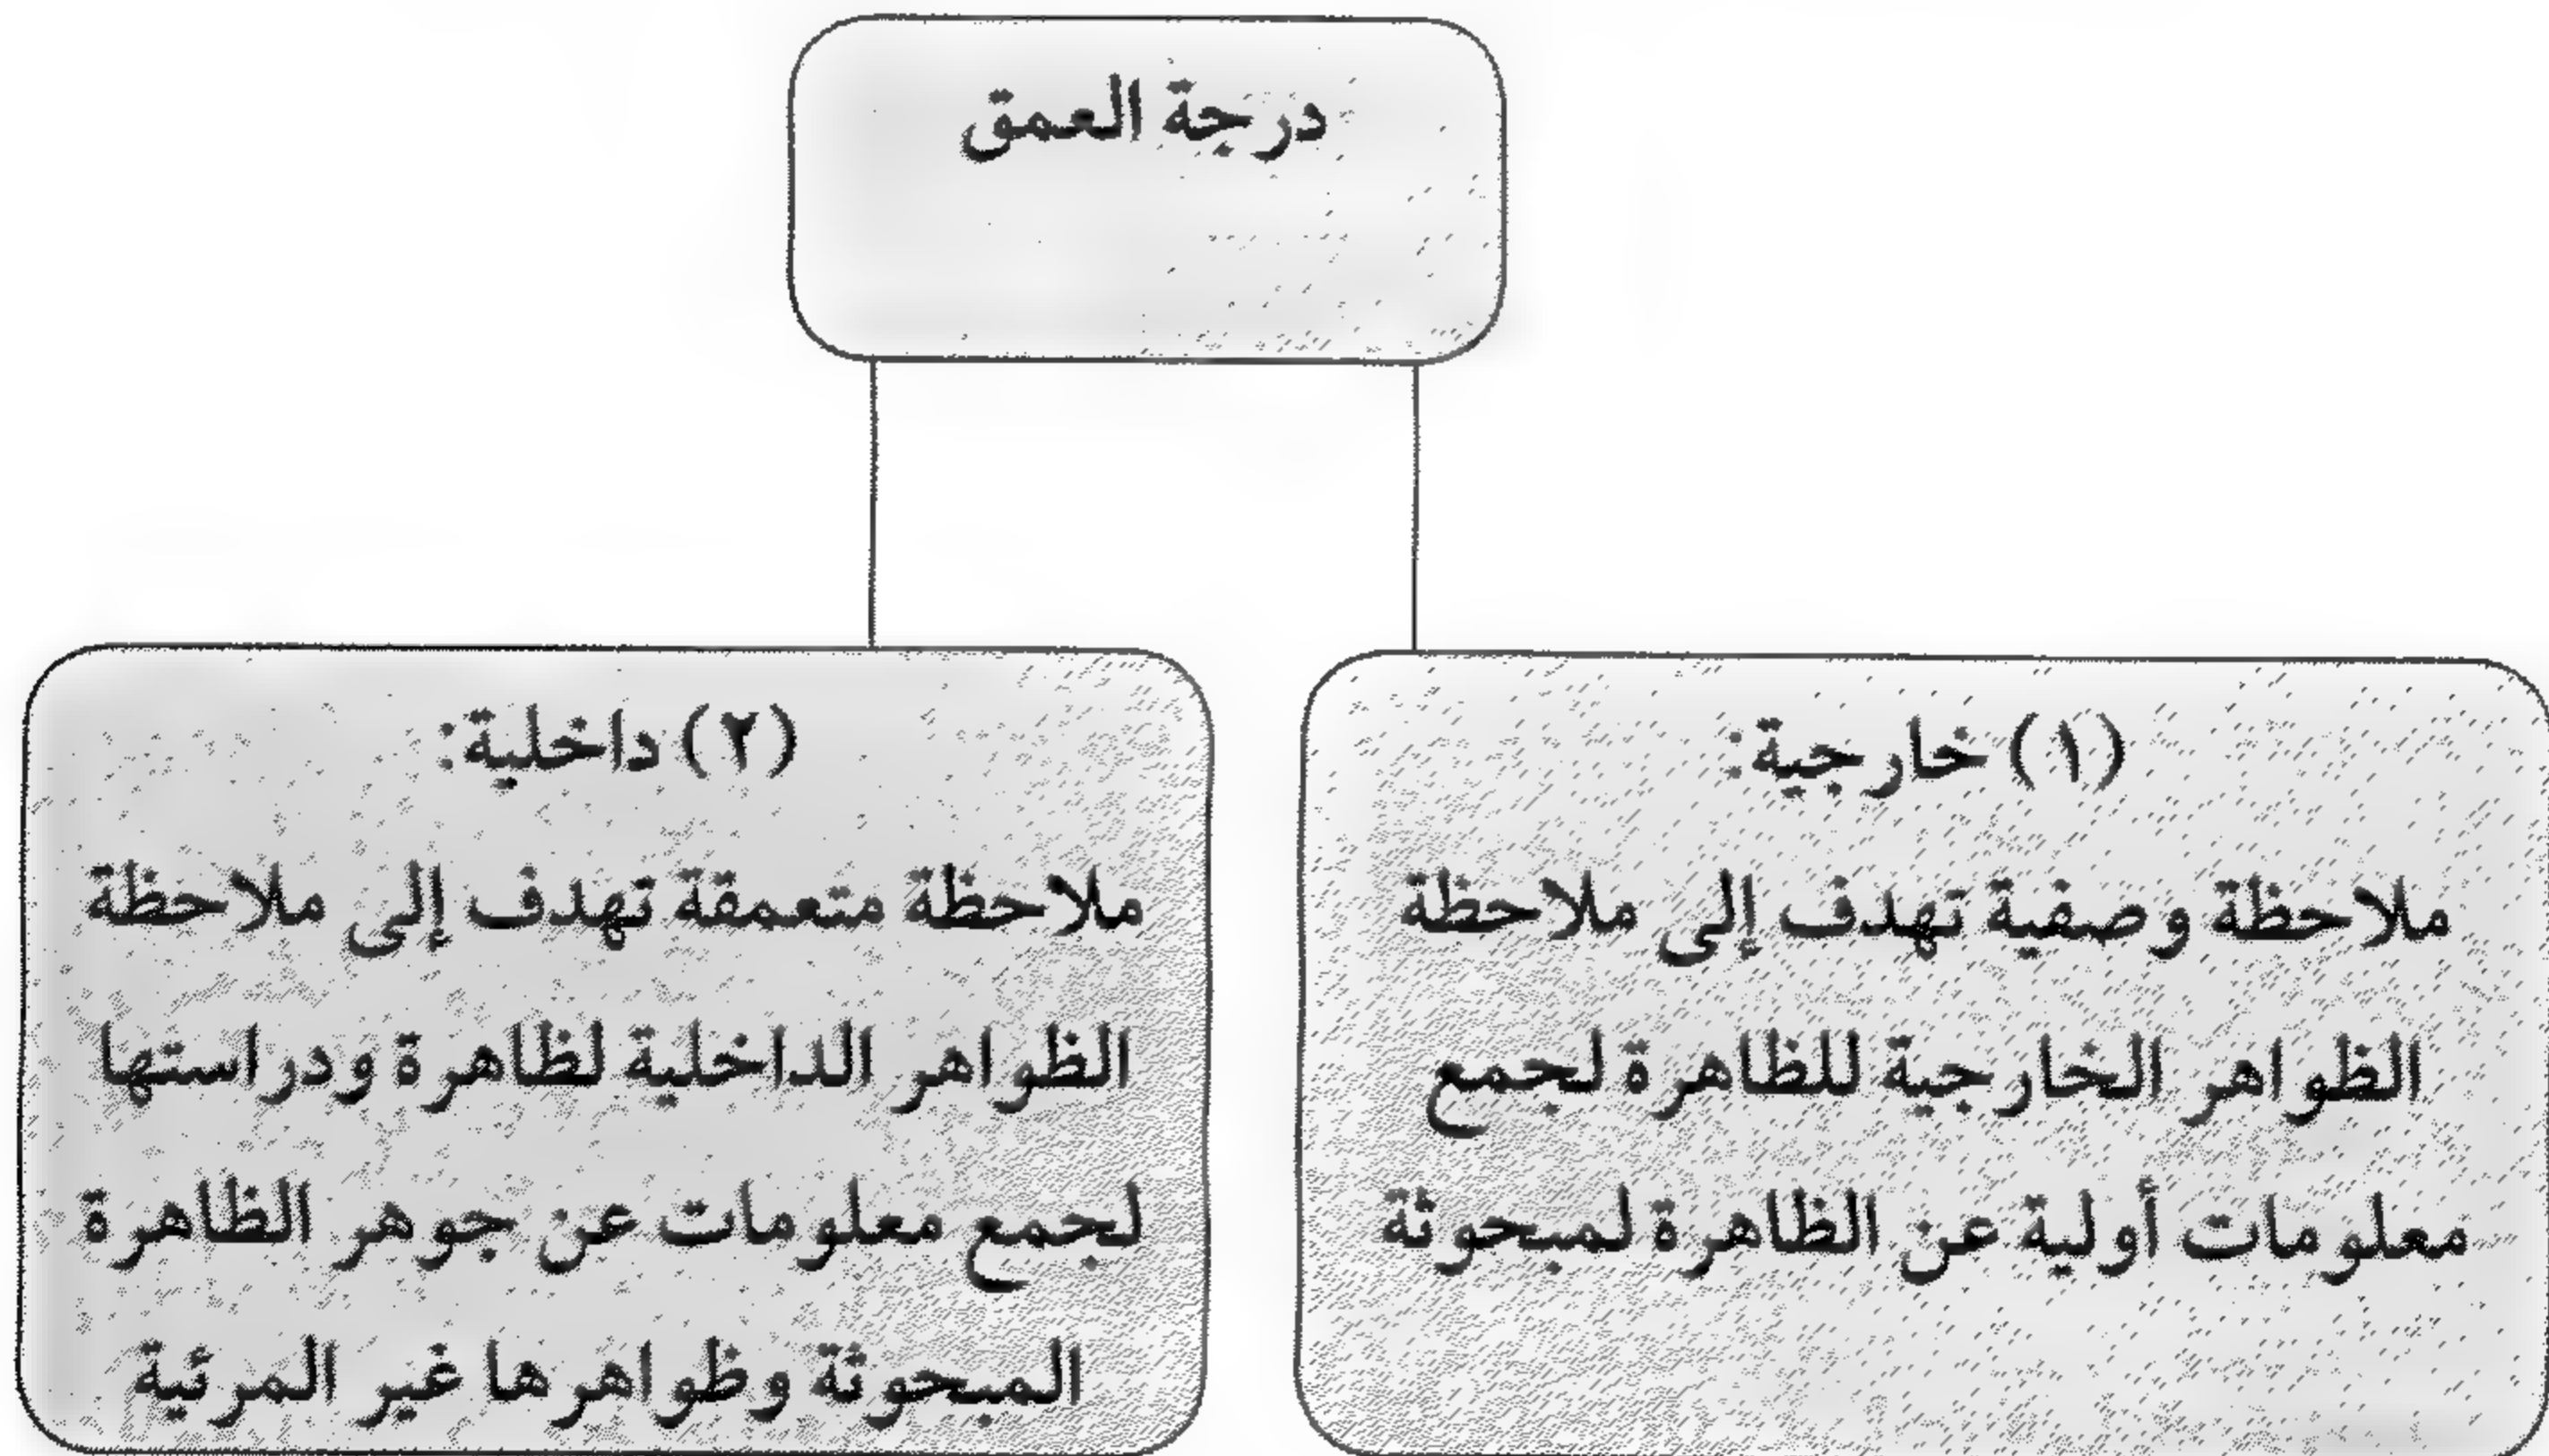 درجة العمق
(١) خارجية:
ملاحظة وصفية تهدف إلى ملاحظة
الظواهر الخارجية للظاهرة لجمع
معلومات أولية عن الظاهرة لمبحوثة
(٢) داخلية:
ملاحظة متعمقة تهدف إلى ملاحظة
الظواهر الداخلية لظاهرة ودراستها
لجمع معلومات عن جوهر الظاهرة
المبحوثة وظواهرها غير المرئية